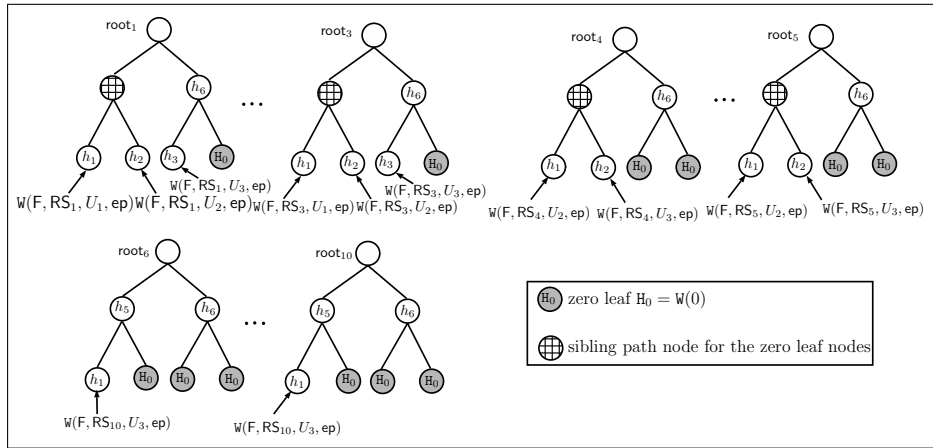 root₁
root₃
root₄
root₅
h₆
...
h₆
h₆
...
h₆
h₁
h₂
h₃
H₀
h₁
h₂
h₃
H₀
h₁
h₂
H₀
H₀
h₁
h₂
H₀
H₀
W(F, RS₁, U₃, ep)
W(F, RS₃, U₃, ep)
W(F, RS₁, U₁, ep)
W(F, RS₁, U₂, ep)
W(F, RS₃, U₁, ep)
W(F, RS₃, U₂, ep)
W(F, RS₄, U₂, ep)
W(F, RS₄, U₃, ep)
W(F, RS₅, U₂, ep)
W(F, RS₅, U₃, ep)
root₆
root₁₀
h₅
h₆
...
h₅
h₆
h₁
H₀
H₀
H₀
h₁
H₀
H₀
H₀
W(F, RS₁₀, U₃, ep)
W(F, RS₁₀, U₃, ep)
H₀ zero leaf H₀ = W(0)
sibling path node for the zero leaf nodes